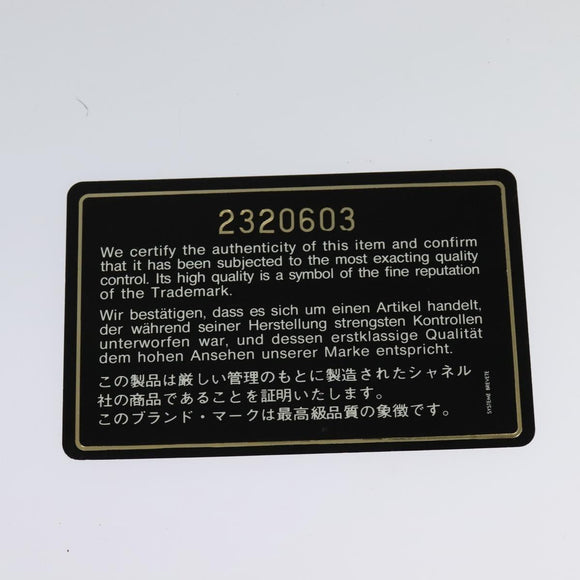 2320603
We certify the authenticity of this item and confirm
that it has been subjected to the most exacting quality
control. Its high quality is a symbol of the fine reputation
of the Trademark.
Wir bestätigen, dass es sich um einen Artikel handelt,
der während seiner Herstellung strengsten Kontrollen
unterworfen war, und dessen erstklassige Qualität
dem hohen Ansehen unserer Marke entspricht.
この製品は厳しい管理のもとに製造されたシャネル
社の商品であることを証明いたします。
このブランド・マークは最高級品質の象徴です。
SYSTEME BREVETE